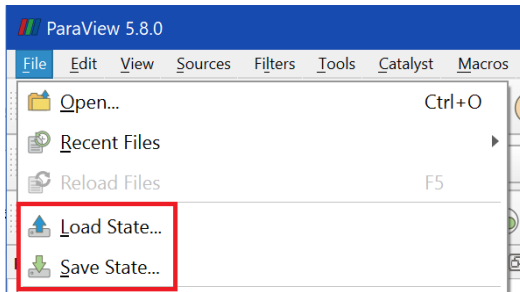 ParaView 5.8.0
File Edit View Sources Filters Tools Catalyst Macros
Open... Ctrl+O
Recent Files
Reload Files F5
Load State...
Save State...